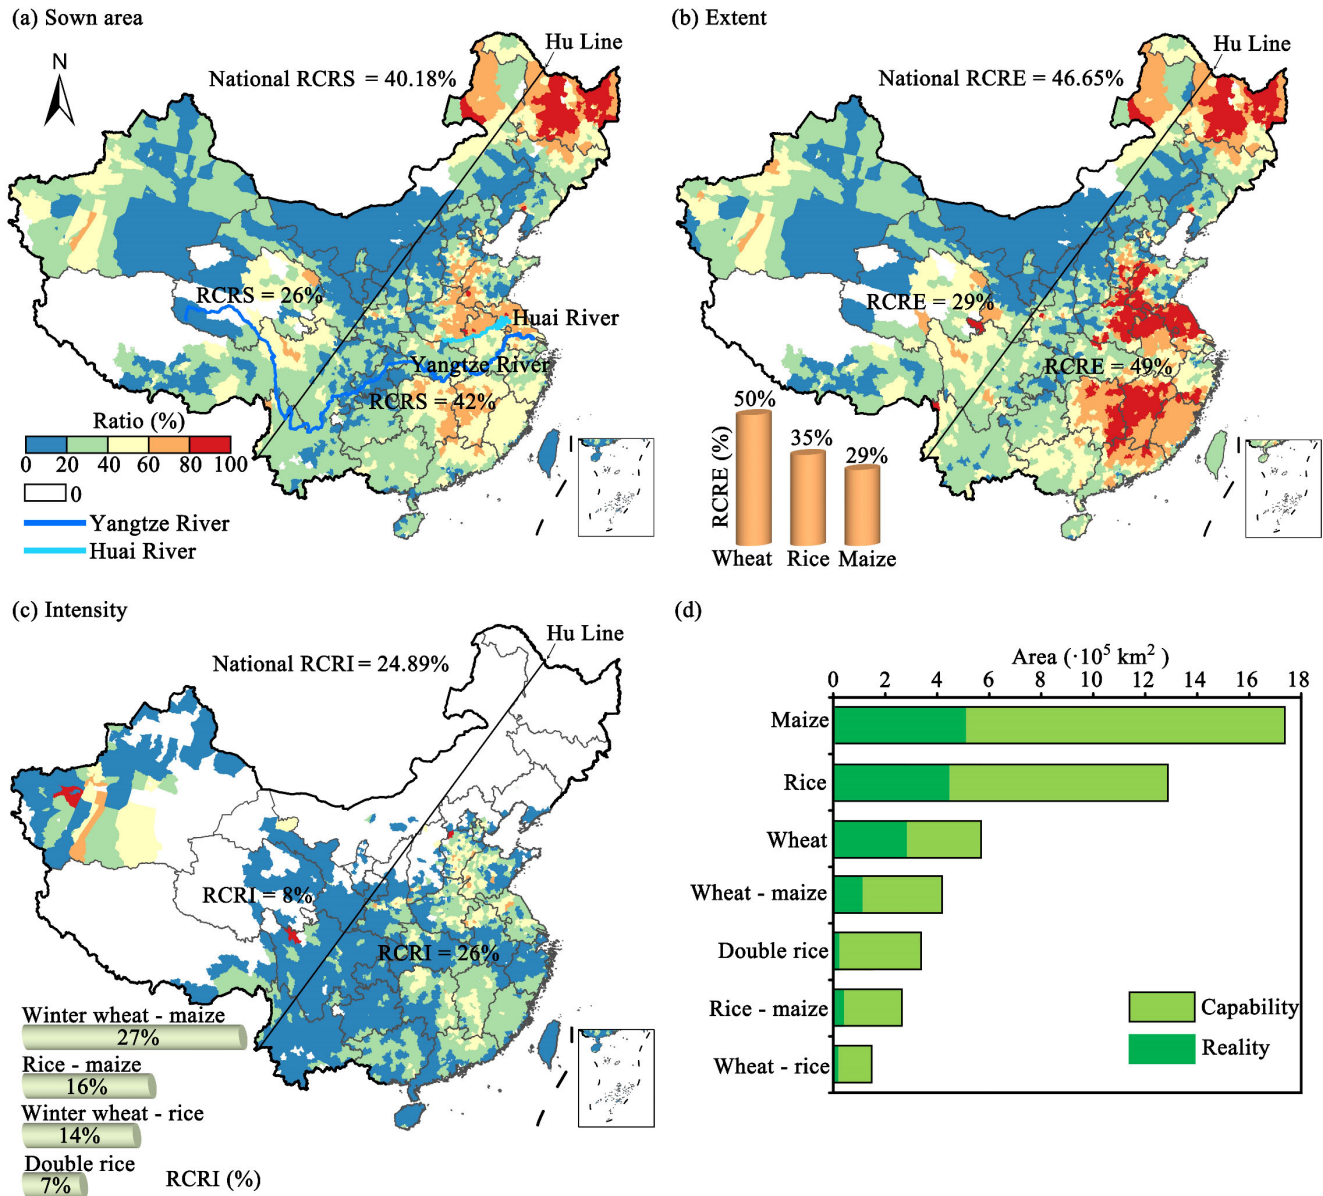 (a) Sown area
Hu Line
N
National RCRS = 40.18%
RCRS = 26%
Huai River
Yangtze River
RCRS = 42%
Ratio (%)
0 20 40 60 80 100
0
Yangtze River
Huai River
(b) Extent
Hu Line
National RCRE = 46.65%
RCRE = 29%
RCRE = 49%
RCRE (%)
50%
35%
29%
Wheat Rice Maize
(c) Intensity
Hu Line
National RCRI = 24.89%
RCRI = 8%
RCRI = 26%
Winter wheat - maize
27%
Rice - maize
16%
Winter wheat - rice
14%
Double rice
7%
RCRI (%)
(d)
Area (·10⁵ km²)
0 2 4 6 8 10 12 14 16 18
Maize
Rice
Wheat
Wheat - maize
Double rice
Rice - maize
Wheat - rice
Capability
Reality